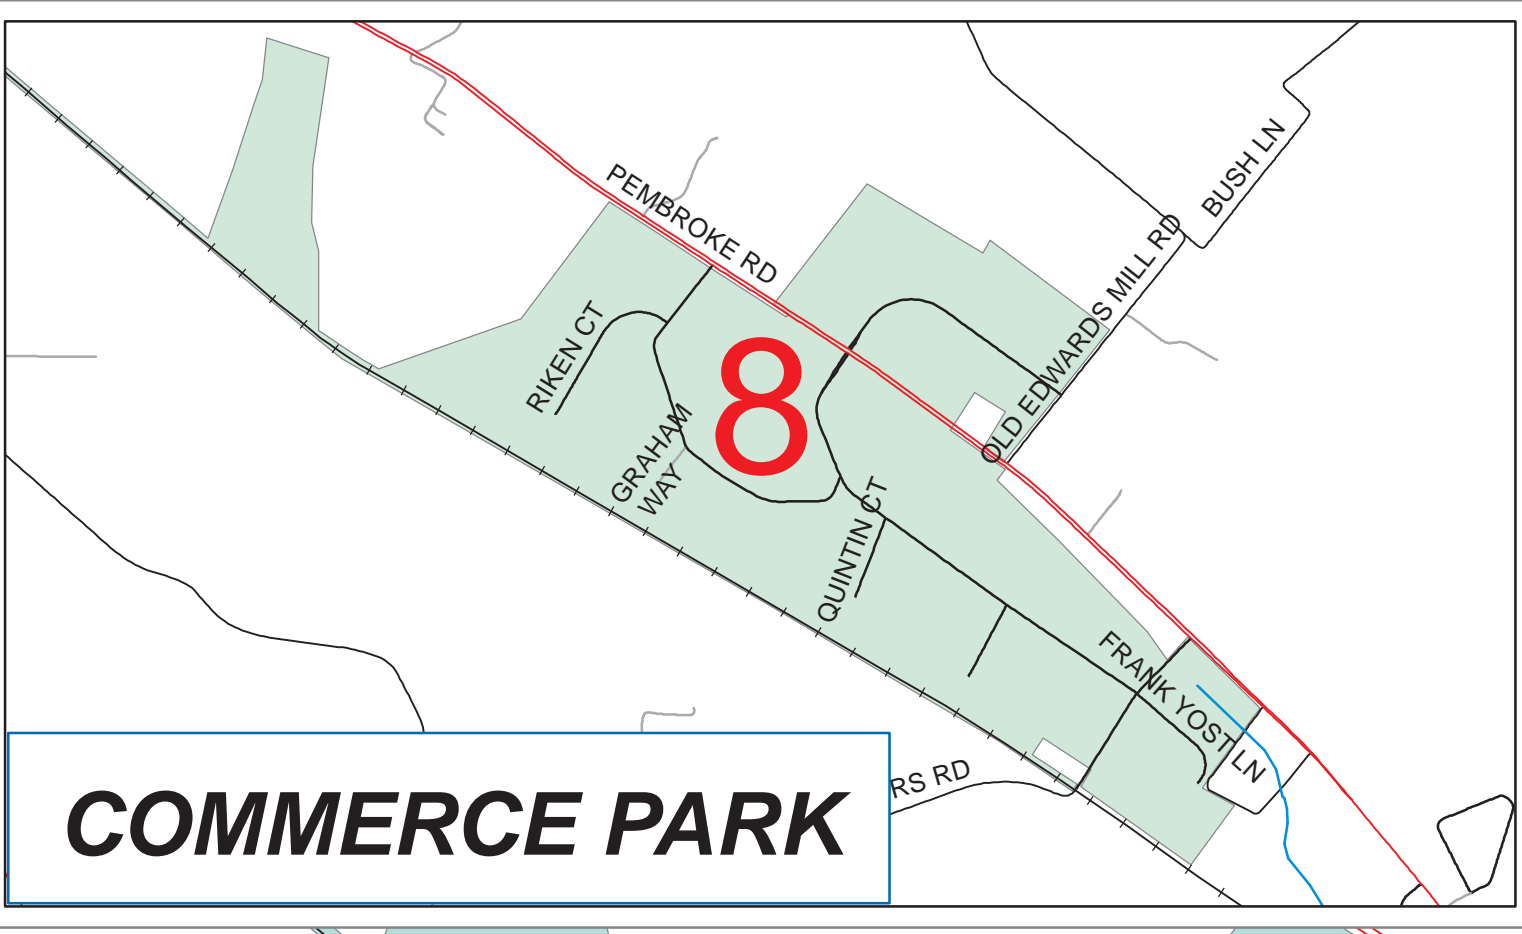 BUSH LN
PEMBROKE RD
OLD EDWARDS MILL RD
RIKEN CT
8
GRAHAM
WAY
QUINTIN CT
FRANK YOST LN
RS RD
COMMERCE PARK